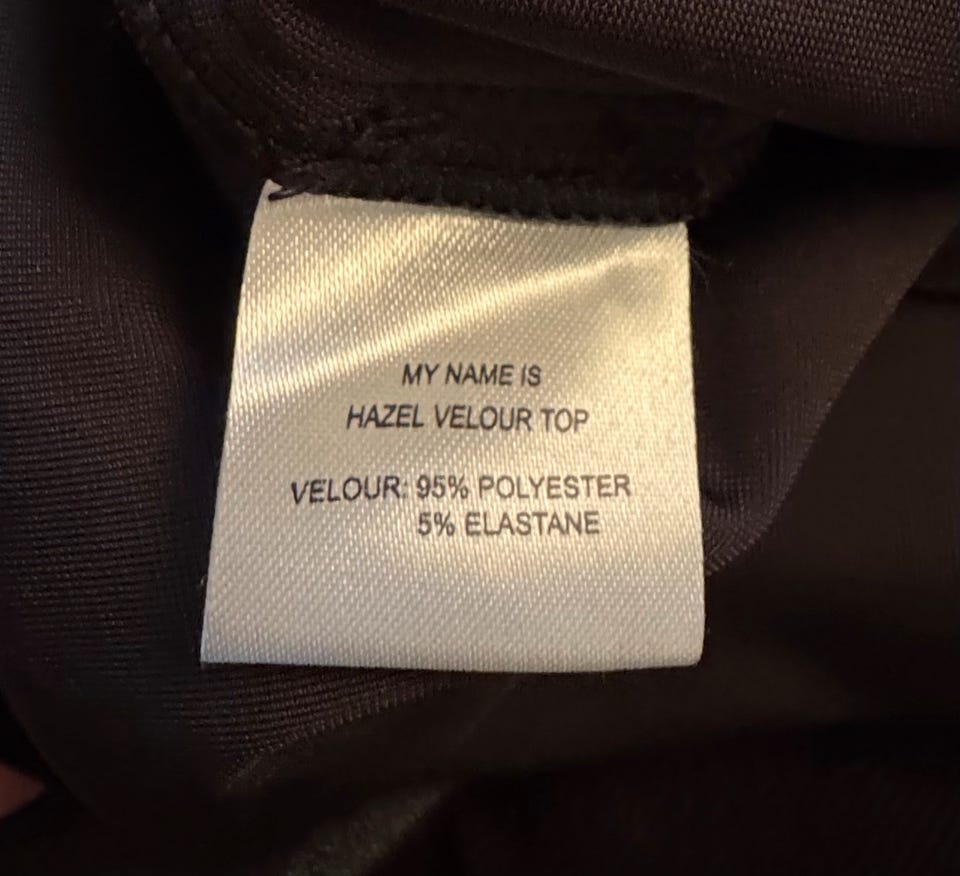 MY NAME IS
HAZEL VELOUR TOP
VELOUR: 95% POLYESTER
5% ELASTANE